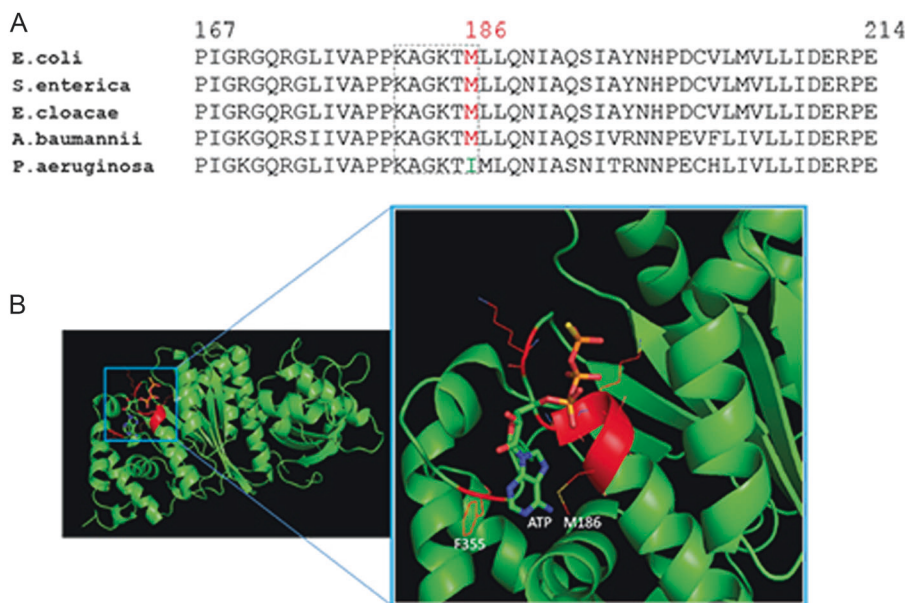 A
167 186 214
E.coli PIGRGQRGLIVAPPKAGKTMLLQNIAQSIAYNHPDCVLMVLLIDERPE
S.enterica PIGRGQRGLIVAPPKAGKTMLLQNIAQSIAYNHPDCVLMVLLIDERPE
E.cloacae PIGRGQRGLIVAPPKAGKTMLLQNIAQSIAYNHPDCVLMVLLIDERPE
A.baumannii PIGKGQRSIIVAPPKAGKTMLLQNIAQSIVRNNPEVFLIVLLIDERPE
P.aeruginosa PIGKGQRGLIVAPPKAGKTIMLQNIASNITRNNPECHLIVLLIDERPE
B
ATP M186
F355